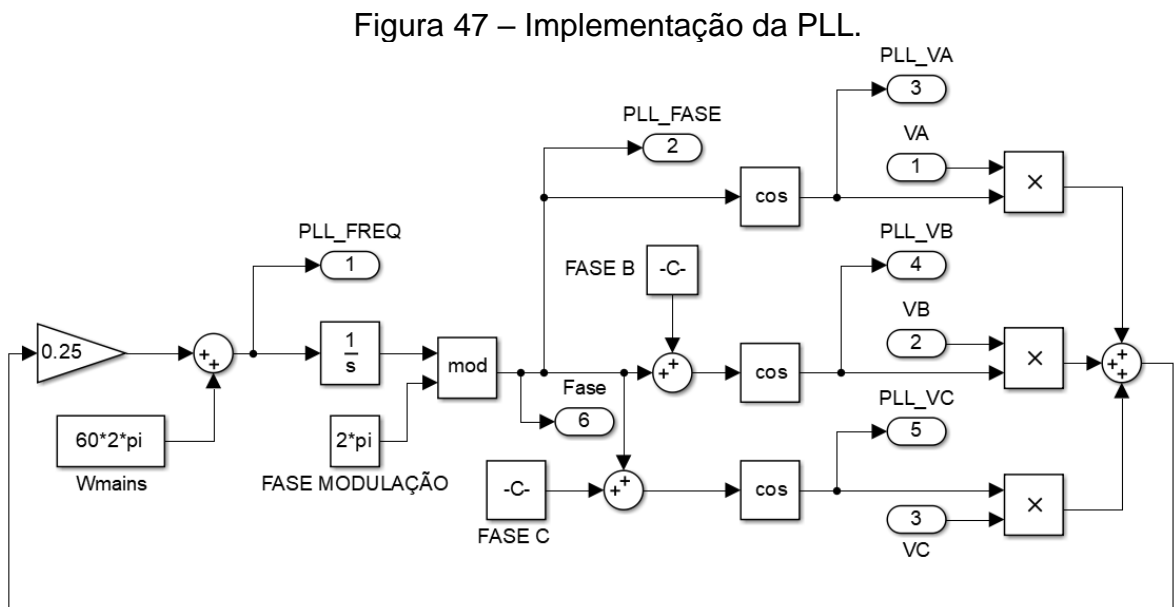 Figura 47 – Implementação da PLL.
PLL_VA
3
PLL_FASE
2
VA
1
×
cos
PLL_FREQ
1
PLL_VB
4
FASE B
-C-
VB
2
0.25
+
+
1
s
mod
+
+
cos
×
+
+
+
Fase
6
PLL_VC
5
60*2*pi
Wmains
2*pi
FASE MODULAÇÃO
-C-
FASE C
+
+
cos
×
3
VC